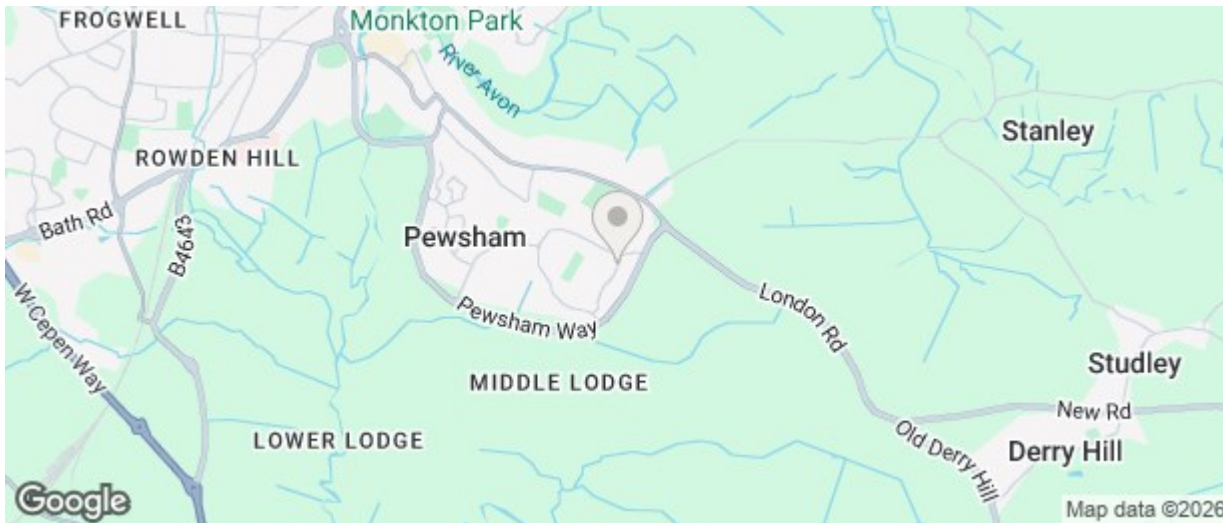 FROGWELL
Monkton Park
River Avon
Stanley
ROWDEN HILL
Bath Rd
Pewsham
B4643
W Cepen Way
Pewsham Way
London Rd
Studley
MIDDLE LODGE
New Rd
LOWER LODGE
Old Derry Hill
Derry Hill
Google
Map data ©2026